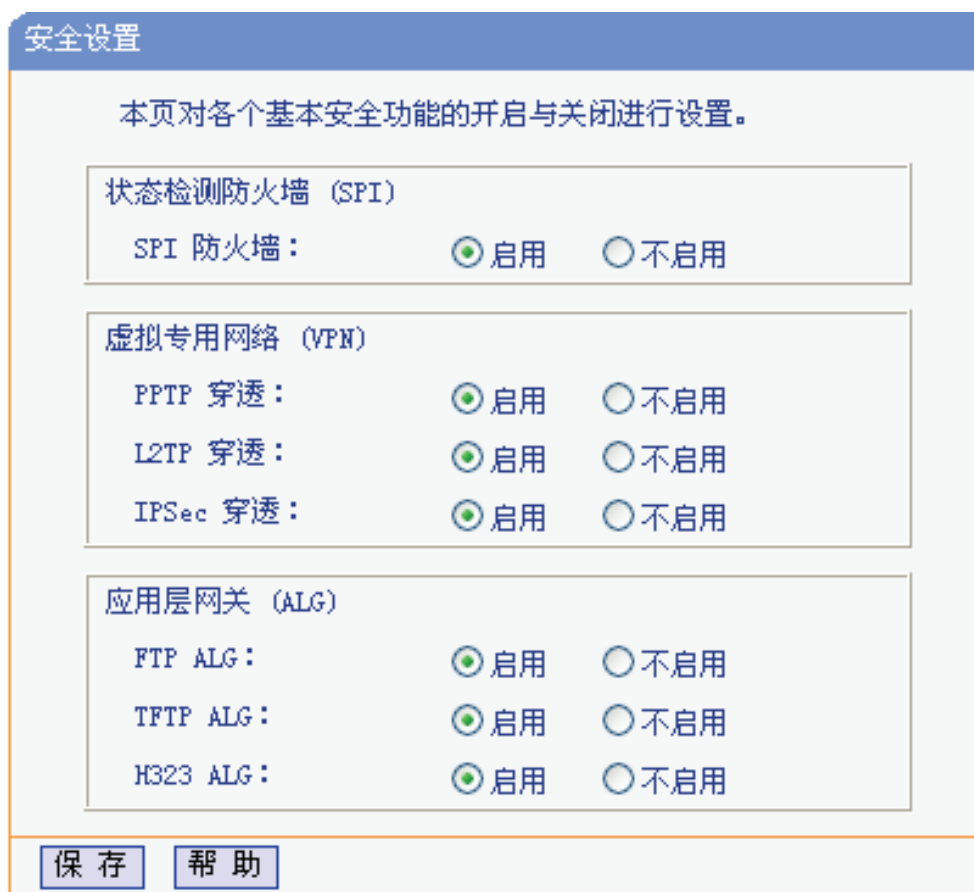 安全设置
本页对各个基本安全功能的开启与关闭进行设置。
状态检测防火墙 (SPI)
SPI 防火墙： 启用 不启用
虚拟专用网络 (VPN)
PPTP 穿透： 启用 不启用
L2TP 穿透： 启用 不启用
IPSec 穿透： 启用 不启用
应用层网关 (ALG)
FTP ALG： 启用 不启用
TFTP ALG： 启用 不启用
H323 ALG： 启用 不启用
保 存 帮 助